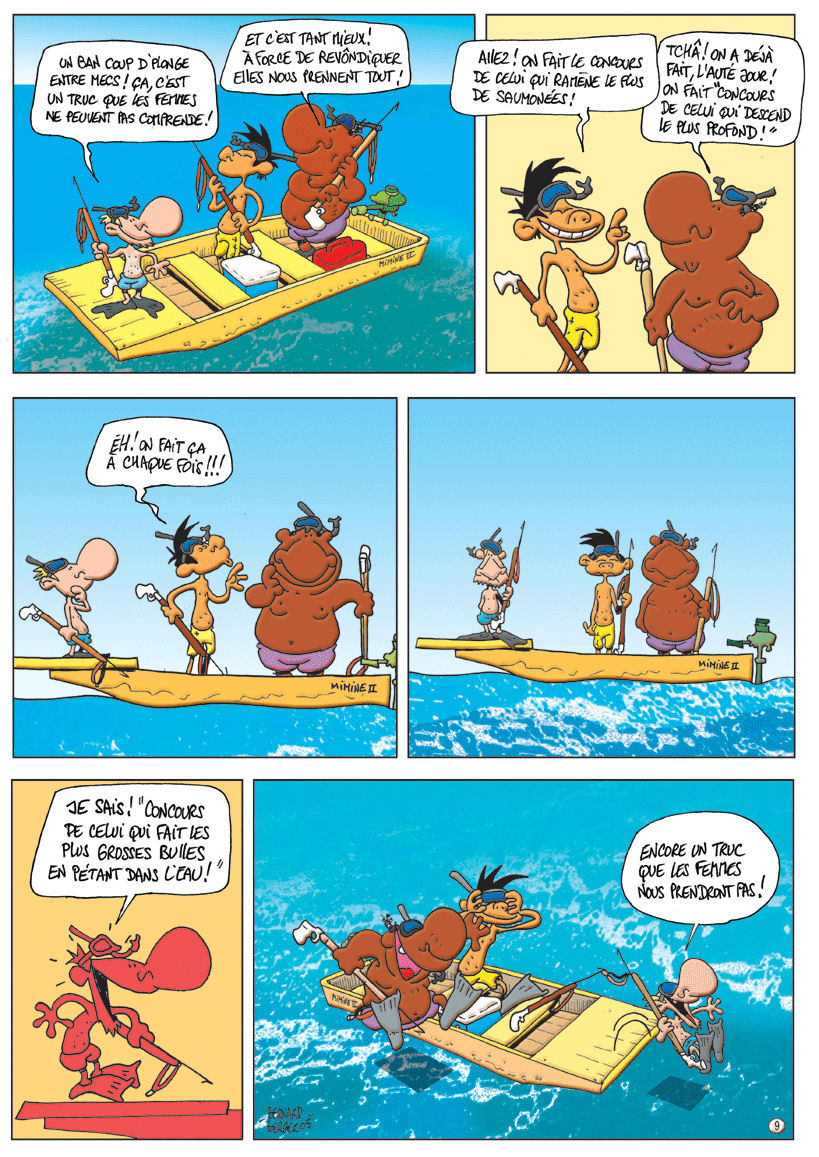 UN BAN COUP D'PLONGE
ENTRE MECS! ÇA, C'EST
UN TRUC QUE LES FEMMES
NE PEUVENT PAS COMPRENDE!
ET C'EST TANT MIEUX!
À FORCE DE REVÔNDIQUER
ELLES NOUS PRENNENT TOUT!
MIMINE II
ALLEZ! ON FAIT LE CONCOURS
DE CELUI QUI RAMÈNE LE PLUS
DE SAUMONÉES!
TCHÂ! ON A DÉJÀ
FAIT, L'AUTÉ JOUR!
ON FAIT "CONCOURS
DE CELUI QUI DESCEND
LE PLUS PROFOND!"
ÉH! ON FAIT ÇA
À CHAQUE FOIS!!!
MIMINE II
MIMINE II
JE SAIS! "CONCOURS
DE CELUI QUI FAIT LES
PLUS GROSSES BULLES
EN PÉTANT DANS L'EAU!"
ENCORE UN TRUC
QUE LES FEMMES
NOUS PRENDRONT PAS!
MIMINE II
BERNARD
BERGER 05
9